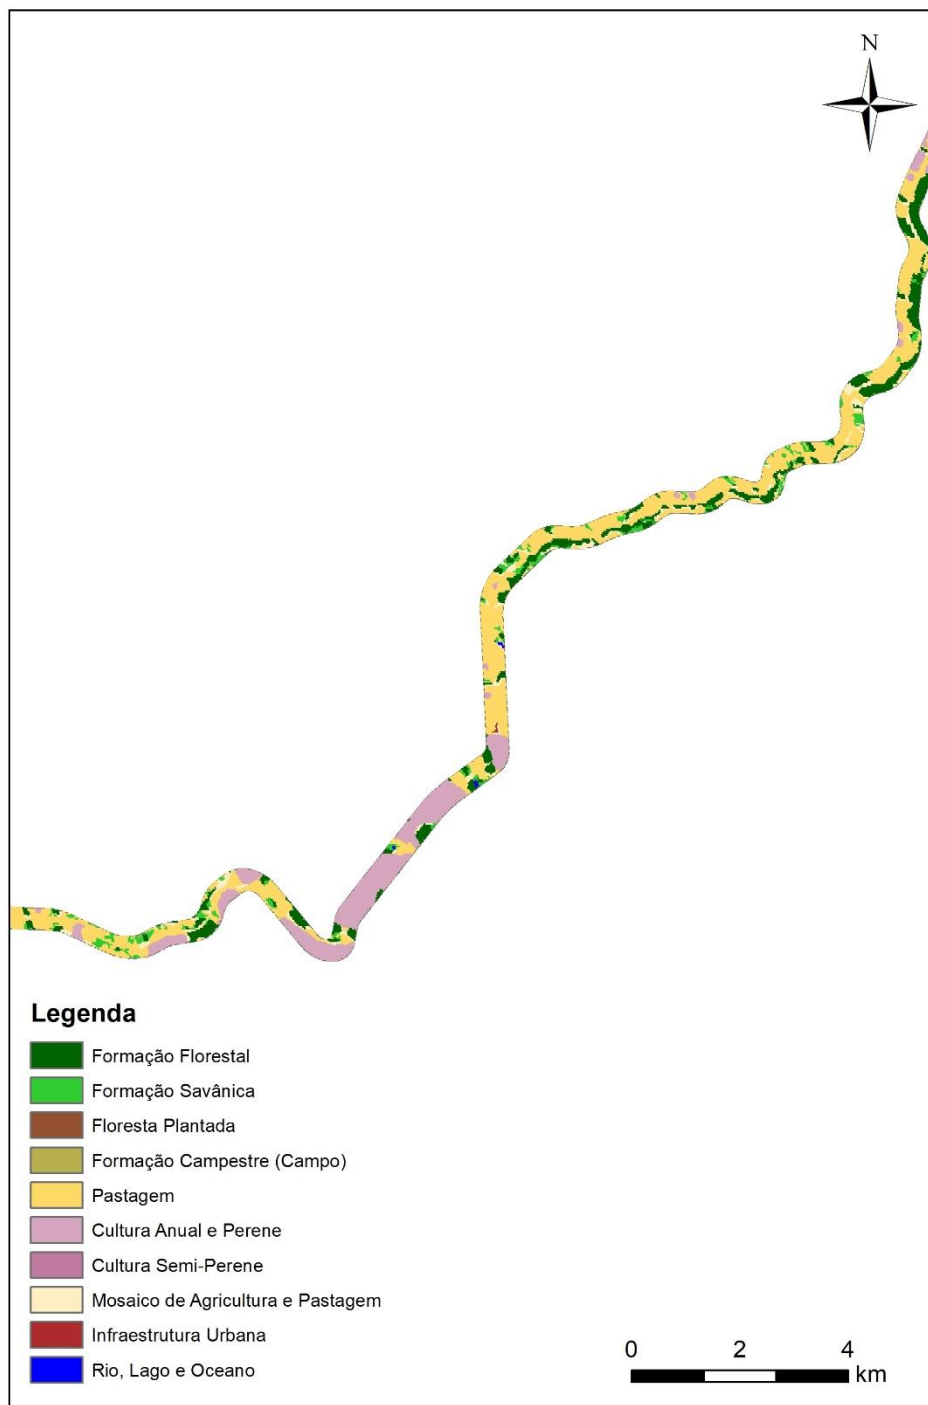 N
Legenda
Formação Florestal
Formação Savânica
Floresta Plantada
Formação Campestre (Campo)
Pastagem
Cultura Anual e Perene
Cultura Semi-Perene
Mosaico de Agricultura e Pastagem
Infraestrutura Urbana
Rio, Lago e Oceano
0 2 4
km